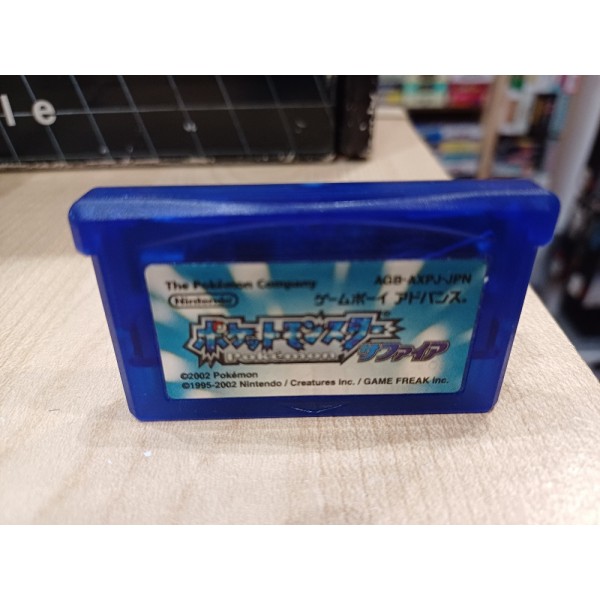 le
The Pokémon Company
AGB-AXPJ-JPN
Nintendo
ゲームボーイ アドバンス®
ポケットモンスター
サファイア
©2002 Pokémon
©1995-2002 Nintendo / Creatures inc. / GAME FREAK inc.